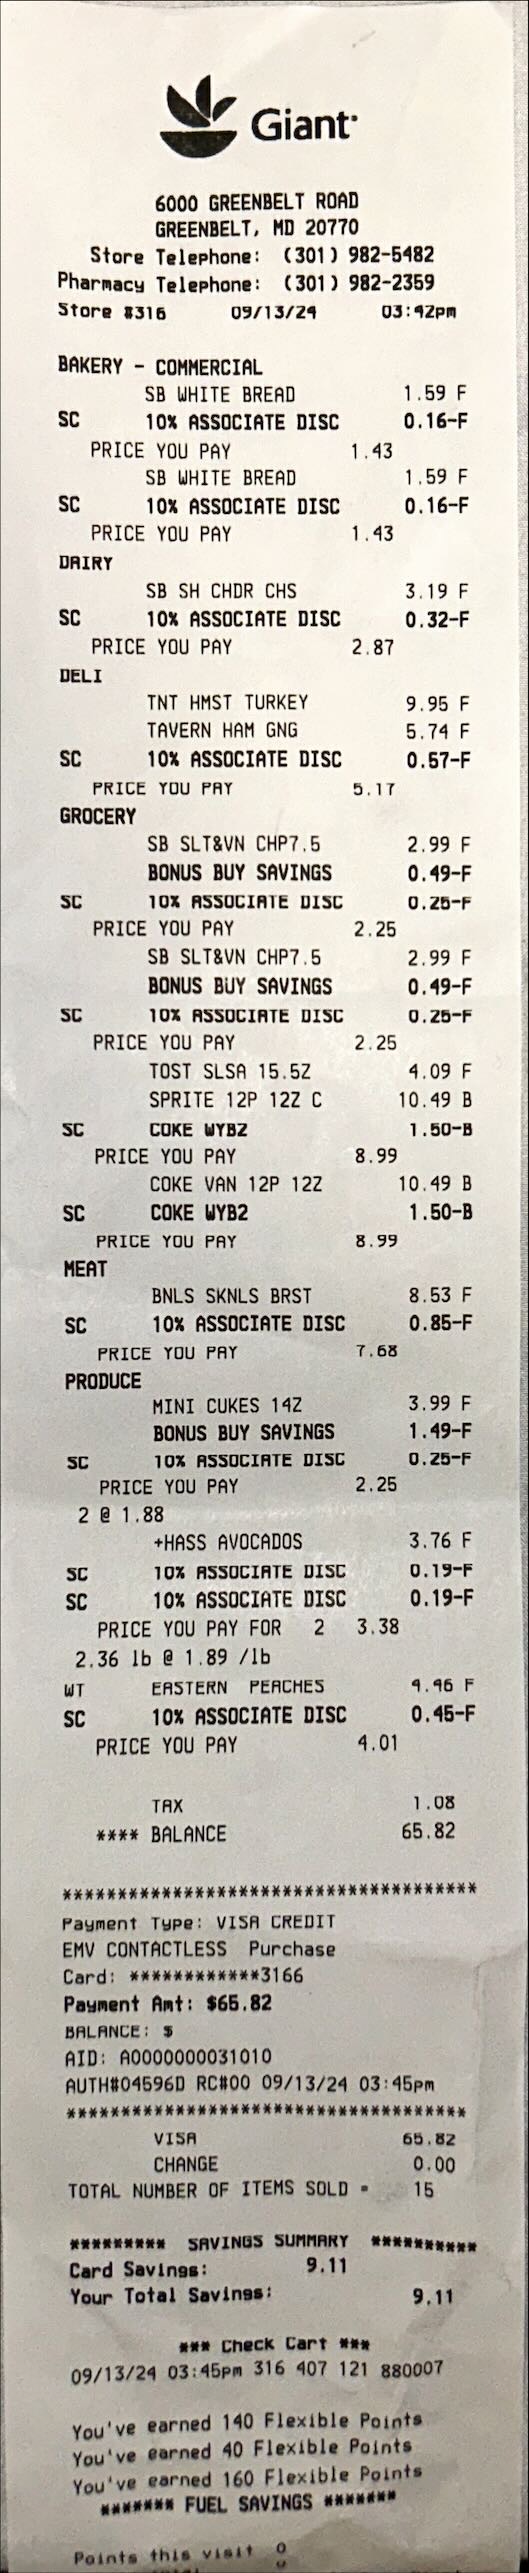 Giant
6000 GREENBELT ROAD
GREENBELT, MD 20770
Store Telephone: (301) 982-5482
Pharmacy Telephone: (301) 982-2359
Store #316 09/13/24 03:42pm
BAKERY - COMMERCIAL
SB WHITE BREAD 1.59 F
SC 10% ASSOCIATE DISC 0.16-F
PRICE YOU PAY 1.43
SB WHITE BREAD 1.59 F
SC 10% ASSOCIATE DISC 0.16-F
PRICE YOU PAY 1.43
DAIRY
SB SH CHDR CHS 3.19 F
SC 10% ASSOCIATE DISC 0.32-F
PRICE YOU PAY 2.87
DELI
TNT HMST TURKEY 9.95 F
TAVERN HAM GNG 5.74 F
SC 10% ASSOCIATE DISC 0.57-F
PRICE YOU PAY 5.17
GROCERY
SB SLT&VN CHP7.5 2.99 F
BONUS BUY SAVINGS 0.49-F
SC 10% ASSOCIATE DISC 0.25-F
PRICE YOU PAY 2.25
SB SLT&VN CHP7.5 2.99 F
BONUS BUY SAVINGS 0.49-F
SC 10% ASSOCIATE DISC 0.25-F
PRICE YOU PAY 2.25
TOST SLSA 15.5Z 4.09 F
SPRITE 12P 12Z C 10.49 B
SC COKE WYB2 1.50-B
PRICE YOU PAY 8.99
COKE VAN 12P 12Z 10.49 B
SC COKE WYB2 1.50-B
PRICE YOU PAY 8.99
MEAT
BNLS SKNLS BRST 8.53 F
SC 10% ASSOCIATE DISC 0.85-F
PRICE YOU PAY 7.68
PRODUCE
MINI CUKES 14Z 3.99 F
BONUS BUY SAVINGS 1.49-F
SC 10% ASSOCIATE DISC 0.25-F
PRICE YOU PAY 2.25
2 @ 1.88
+HASS AVOCADOS 3.76 F
SC 10% ASSOCIATE DISC 0.19-F
SC 10% ASSOCIATE DISC 0.19-F
PRICE YOU PAY FOR 2 3.38
2.36 lb @ 1.89 /lb
WT EASTERN PEACHES 4.46 F
SC 10% ASSOCIATE DISC 0.45-F
PRICE YOU PAY 4.01
TAX 1.08
**** BALANCE 65.82
**************************************
Payment Type: VISA CREDIT
EMV CONTACTLESS Purchase
Card: ************3166
Payment Amt: $65.82
BALANCE: $
AID: A0000000031010
AUTH#04596D RC#00 09/13/24 03:45pm
**************************************
VISA 65.82
CHANGE 0.00
TOTAL NUMBER OF ITEMS SOLD = 15
********* SAVINGS SUMMARY **********
Card Savings: 9.11
Your Total Savings: 9.11
*** Check Cart ***
09/13/24 03:45pm 316 407 121 880007
You've earned 140 Flexible Points
You've earned 40 Flexible Points
You've earned 160 Flexible Points
******* FUEL SAVINGS *******
Points this visit 0